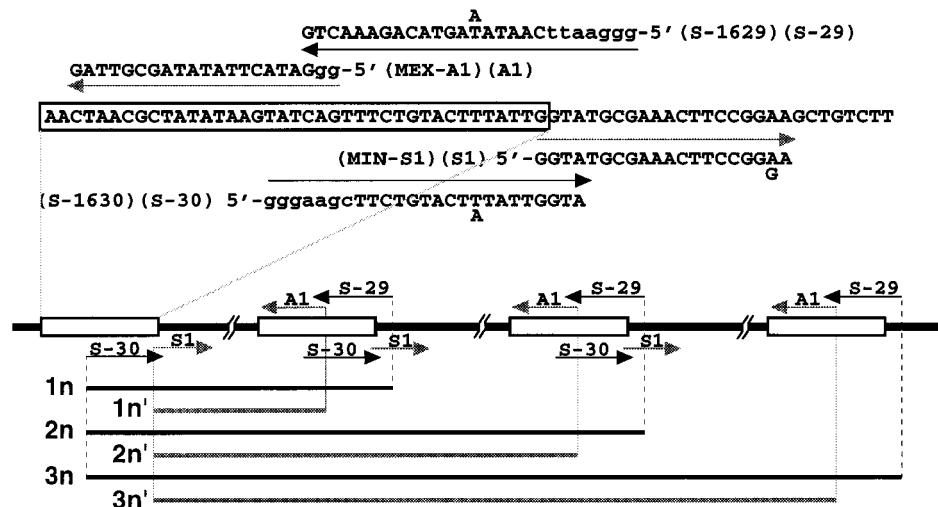 A
GTCAAAGACATGATATAACttaaggg-5'(S-1629)(S-29)
GATTGCGATATATTCATAGgg-5'(MEX-A1)(A1)
AACTAACGCTATATAAGTATCAGTTTCTGTACTTTATTGGTATGCGAAACTTCCGGAAGCTGTCTT
(MIN-S1)(S1) 5'-GGTATGCGAAACTTCCGGAA
G
(S-1630)(S-30) 5'-gggaagcTTCTGTACTTTATTGGTA
A
A1 S-29 A1 S-29 A1 S-29
S-30 S1 S-30 S1 S-30 S1
1n
1n'
2n
2n'
3n
3n'